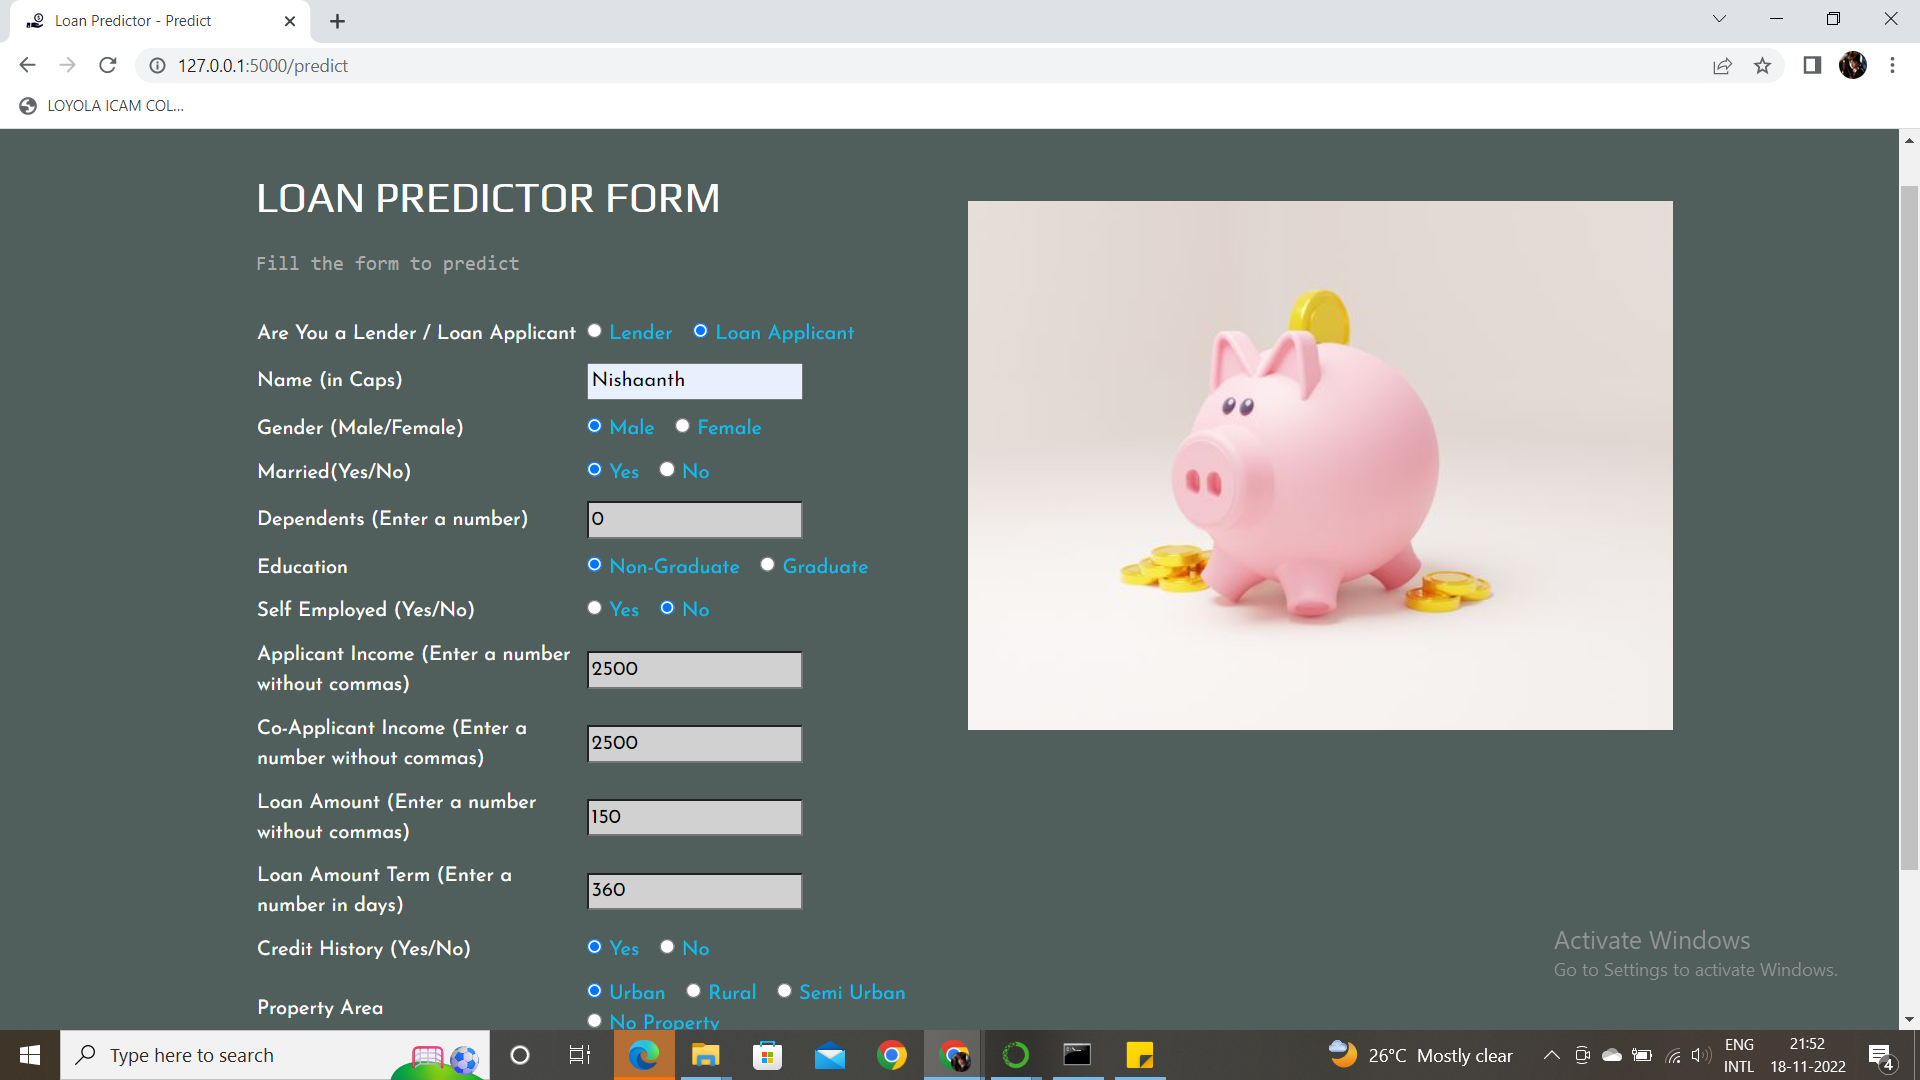 Loan Predictor - Predict
127.0.0.1:5000/predict
LOYOLA ICAM COL...
LOAN PREDICTOR FORM
Fill the form to predict
Are You a Lender / Loan Applicant Lender Loan Applicant
Name (in Caps) Nishaanth
Gender (Male/Female) Male Female
Married(Yes/No) Yes No
Dependents (Enter a number) 0
Education Non-Graduate Graduate
Self Employed (Yes/No) Yes No
Applicant Income (Enter a number
without commas) 2500
Co-Applicant Income (Enter a
number without commas) 2500
Loan Amount (Enter a number
without commas) 150
Loan Amount Term (Enter a
number in days) 360
Credit History (Yes/No) Yes No
Property Area Urban Rural Semi Urban
No Property
Activate Windows
Go to Settings to activate Windows.
Type here to search
26°C Mostly clear
ENG
INTL
21:52
18-11-2022
4